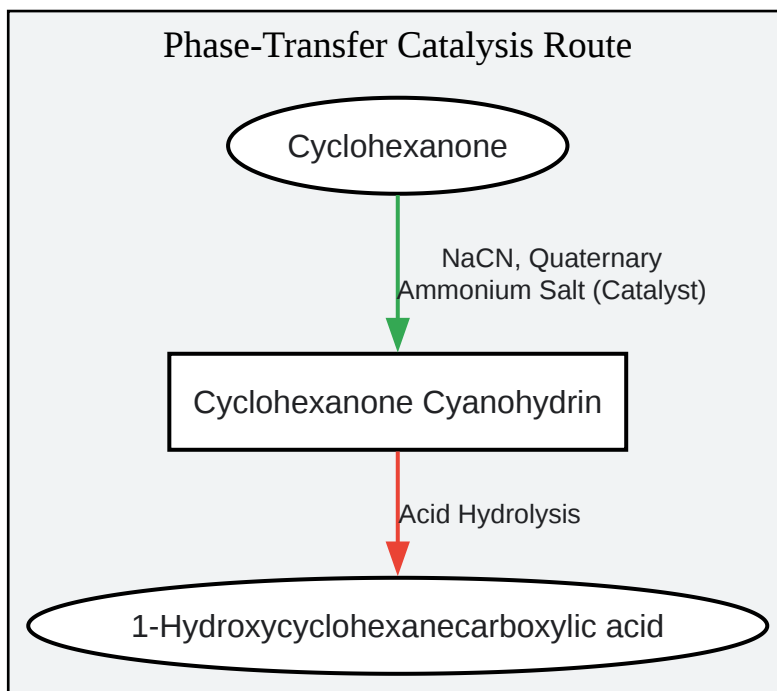 Phase-Transfer Catalysis Route
Cyclohexanone
NaCN, Quaternary
Ammonium Salt (Catalyst)
Cyclohexanone Cyanohydrin
Acid Hydrolysis
1-Hydroxycyclohexanecarboxylic acid